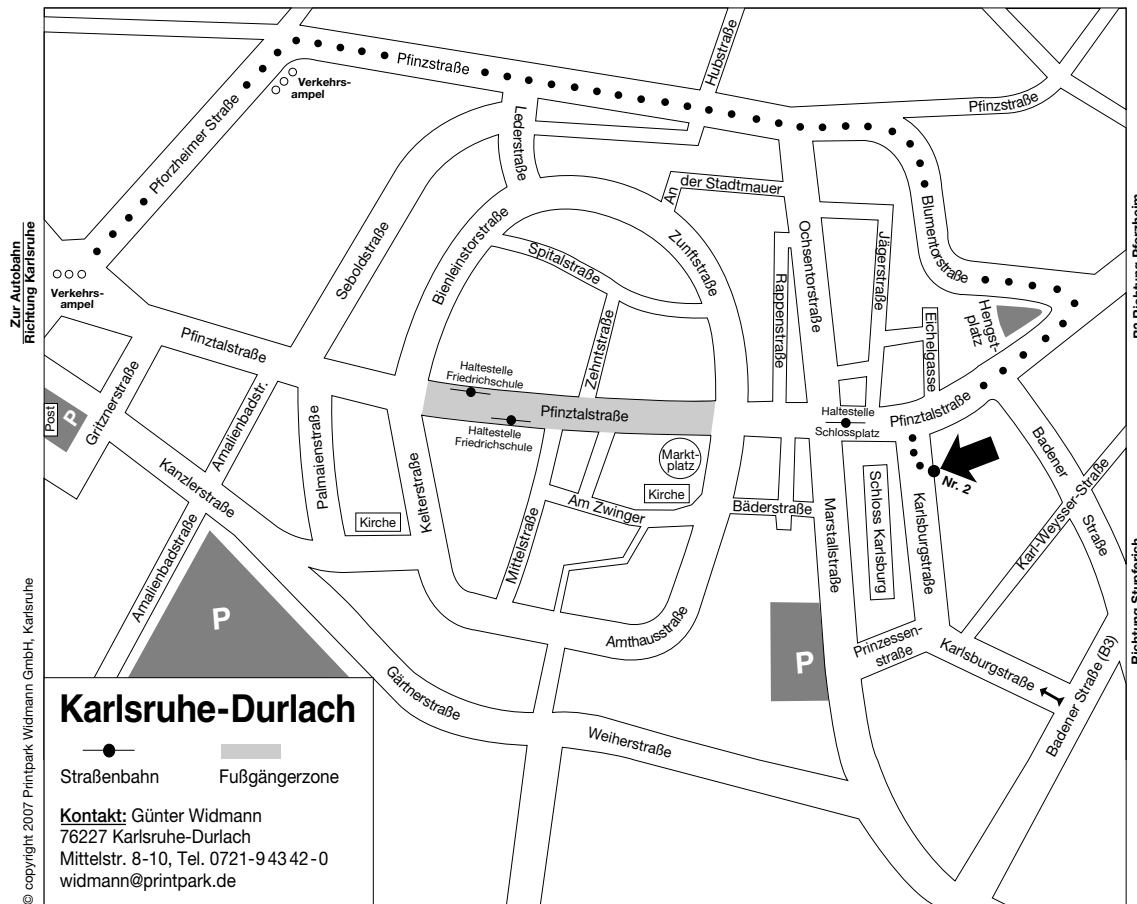 Pfinzstraße
Hubstraße
Pfinzstraße
Verkehrs-
ampel
Pforzheimer Straße
Lederstraße
An
der Stadtmauer
Blumentorstraße
Zur Autobahn
Richtung Karlsruhe
Verkehrs-
ampel
Seboldstraße
Bienleinstorstraße
Spitalstraße
Zunftstraße
Ochsentorstraße
Jägerstraße
Rappenstraße
Eichelgasse
Hengst-
platz
Pfinztalstraße
Zehntstraße
Haltestelle
Friedrichschule
Pfinztalstraße
Haltestelle
Friedrichschule
Haltestelle
Schlossplatz
Pfinztalstraße
Post
P
Gritznerstraße
Amalienbadstr.
Palmaienstraße
Kelterstraße
Markt-
platz
Kirche
Am Zwinger
Bäderstraße
Nr. 2
Badener
Straße
Karl-Weysser-Straße
Kanzlerstraße
Kirche
Mittelstraße
Marstallstraße
Schloss Karlsburg
Karlsburgstraße
Amalienbadstraße
P
Amthausstraße
P
Prinzessen-
straße
Karlsburgstraße
Richtung Stupferich
Badener Straße (B3)
Gärtnerstraße
Weiherstraße
Karlsruhe-Durlach
Straßenbahn
Fußgängerzone
Kontakt: Günter Widmann
76227 Karlsruhe-Durlach
Mittelstr. 8-10, Tel. 0721-9 43 42-0
widmann@printpark.de
© copyright 2007 Printpark Widmann GmbH, Karlsruhe
Richtung Pforzheim